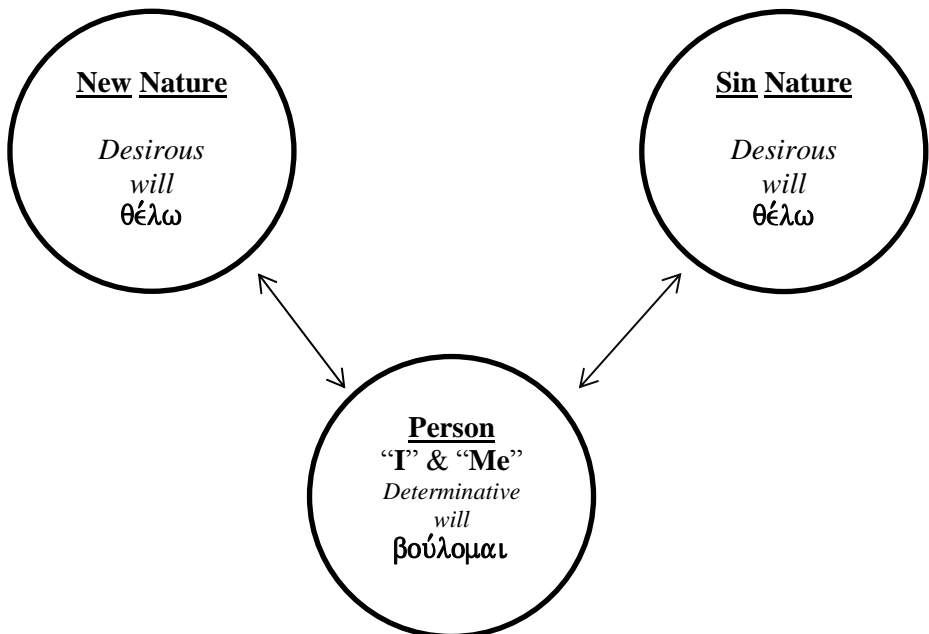 New Nature
Desirous
will
θέλω
Sin Nature
Desirous
will
θέλω
Person
“I” & “Me”
Determinative
will
βούλομαι